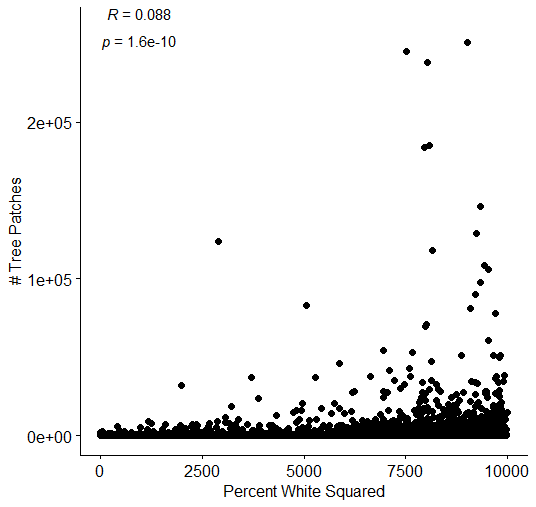 R = 0.088
p = 1.6e-10
# Tree Patches
2e+05
1e+05
0e+00
0 2500 5000 7500 10000
Percent White Squared